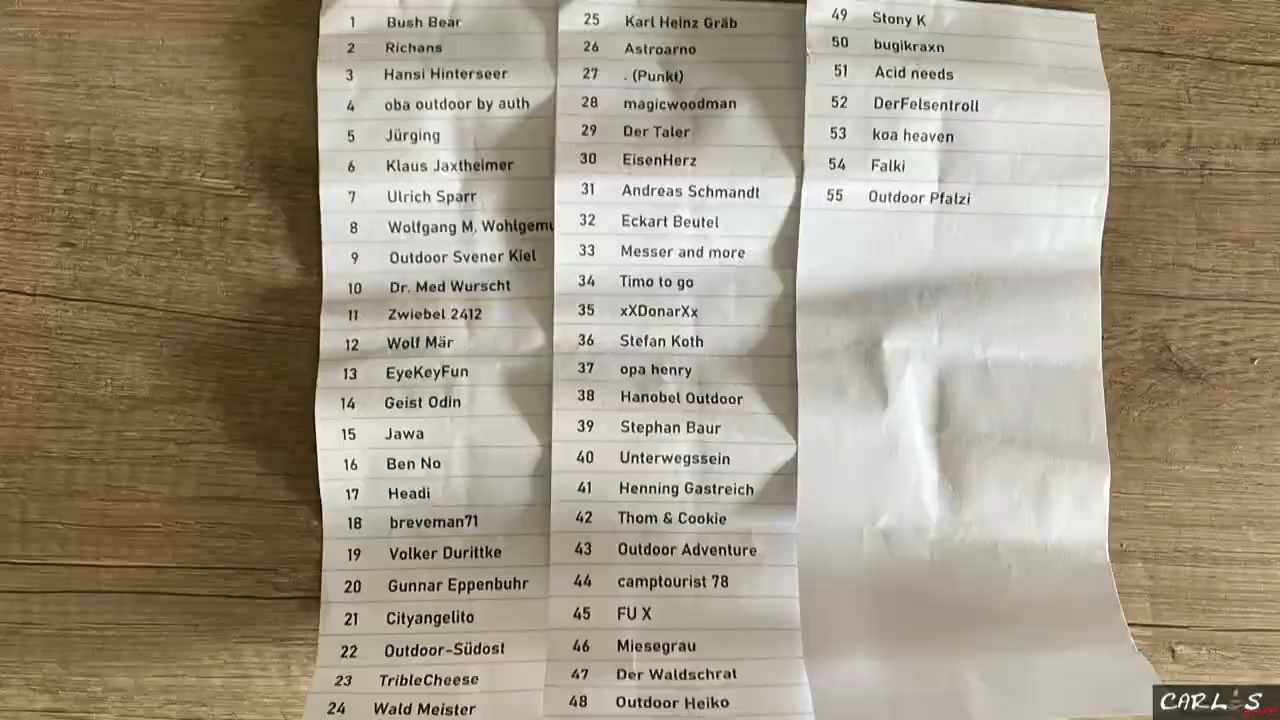 1 Bush Bear
2 Richans
3 Hansi Hinterseer
4 oba outdoor by auth
5 Jürging
6 Klaus Jaxtheimer
7 Ulrich Sparr
8 Wolfgang M. Wohlgemu
9 Outdoor Svener Kiel
10 Dr. Med Wurscht
11 Zwiebel 2412
12 Wolf Mär
13 EyeKeyFun
14 Geist Odin
15 Jawa
16 Ben No
17 Headi
18 breveman71
19 Volker Durittke
20 Gunnar Eppenbuhr
21 Cityangelito
22 Outdoor-Südost
23 TribleCheese
24 Wald Meister
25 Karl Heinz Gräb
26 Astroarno
27 . (Punkt)
28 magicwoodman
29 Der Taler
30 EisenHerz
31 Andreas Schmandt
32 Eckart Beutel
33 Messer and more
34 Timo to go
35 xXDonarXx
36 Stefan Koth
37 opa henry
38 Hanobel Outdoor
39 Stephan Baur
40 Unterwegssein
41 Henning Gastreich
42 Thom & Cookie
43 Outdoor Adventure
44 camptourist 78
45 FU X
46 Miesegrau
47 Der Waldschrat
48 Outdoor Heiko
49 Stony K
50 bugikraxn
51 Acid needs
52 DerFelsentroll
53 koa heaven
54 Falki
55 Outdoor Pfalzi